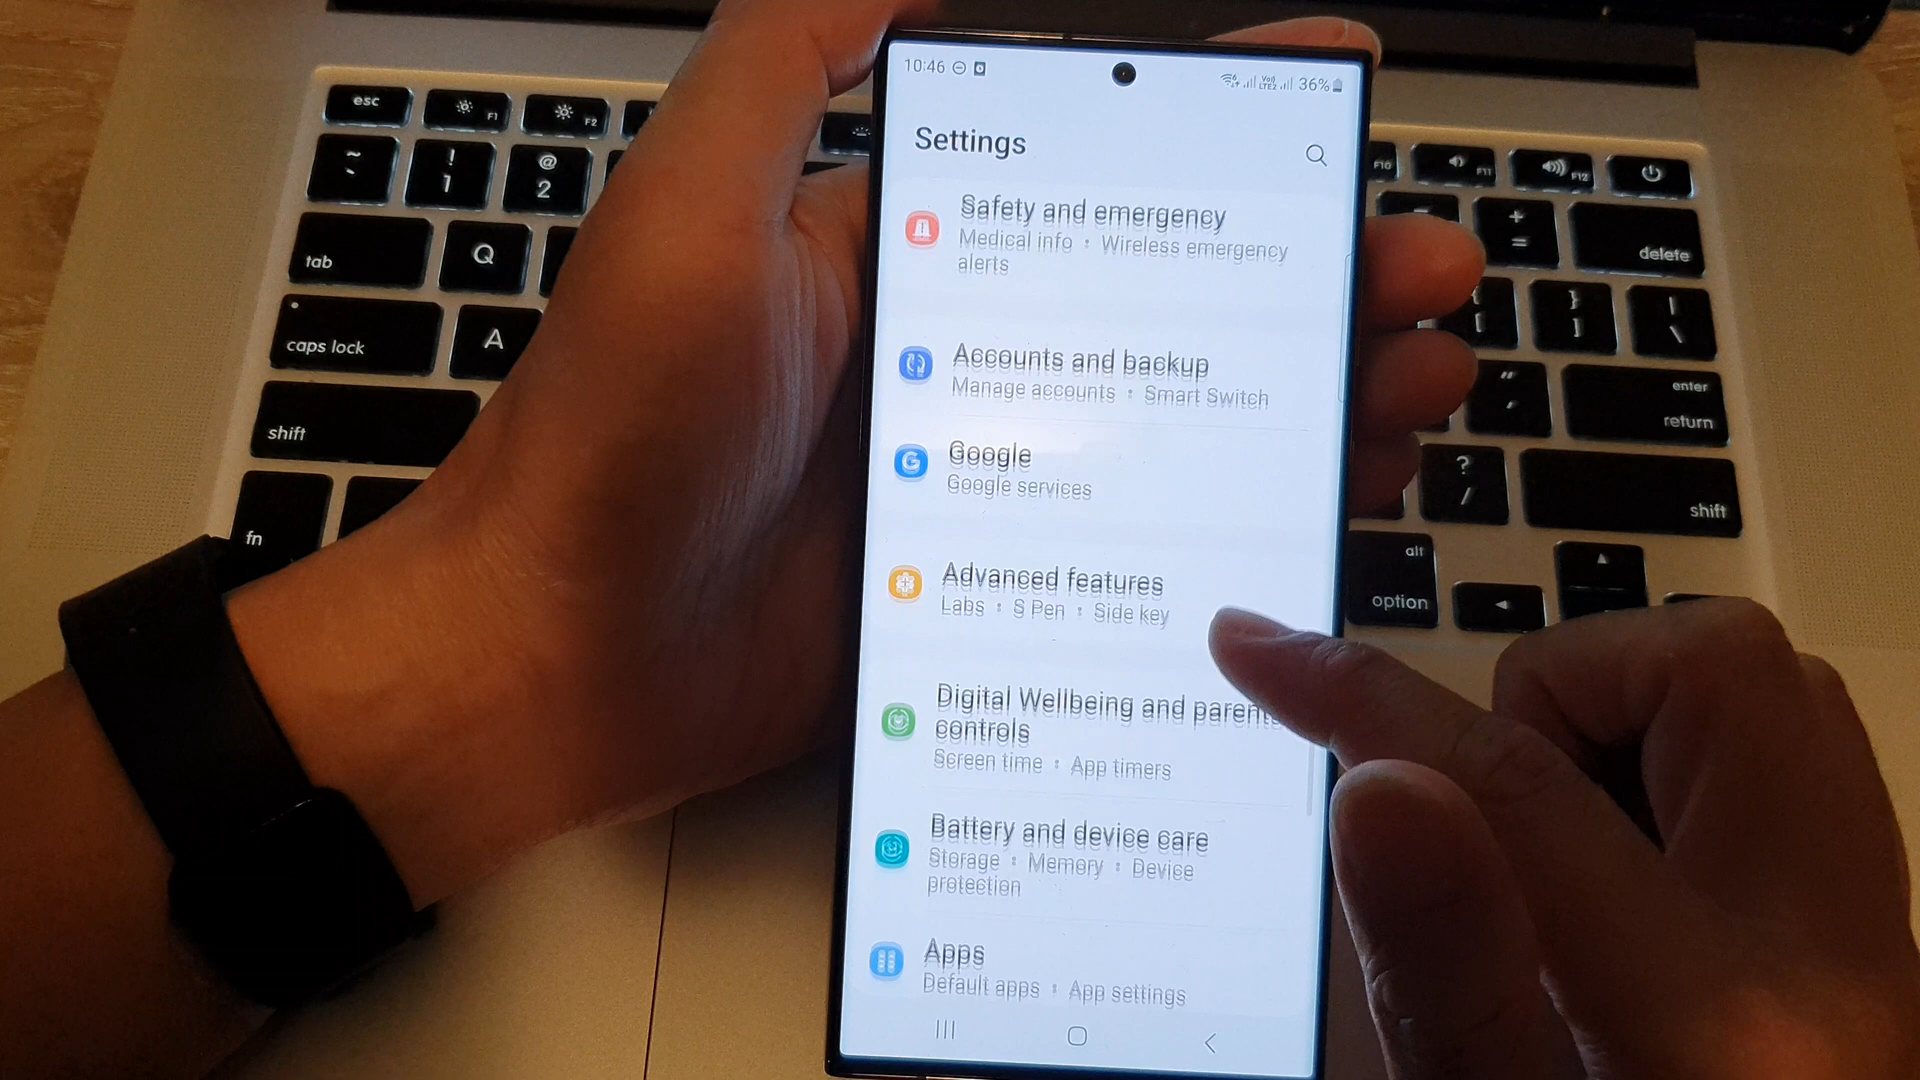 10:46
36%
Settings
Safety and emergency
Medical info • Wireless emergency
alerts
Accounts and backup
Manage accounts • Smart Switch
G
Google
Google services
Advanced features
Labs • S Pen • Side key
Digital Wellbeing and parent
controls
Screen time • App timers
Battery and device care
Storage • Memory • Device
protection
Apps
Default apps • App settings
esc
F1
F2
~
!
1
@
2
tab
Q
caps lock
A
shift
fn
F10
F11
F12
+
=
delete
}
]
|
\
"
'
enter
return
?
/
shift
alt
option